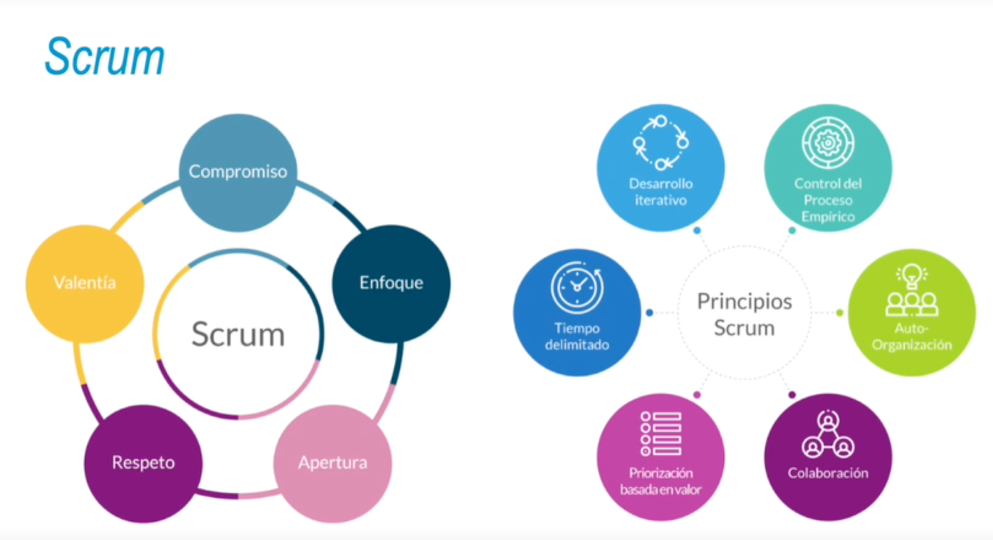 Scrum
Compromiso
Valentía
Enfoque
Scrum
Respeto
Apertura
Desarrollo
iterativo
Control del
Proceso
Empírico
Principios
Scrum
Tiempo
delimitado
Auto-
Organización
Priorización
basada en valor
Colaboración